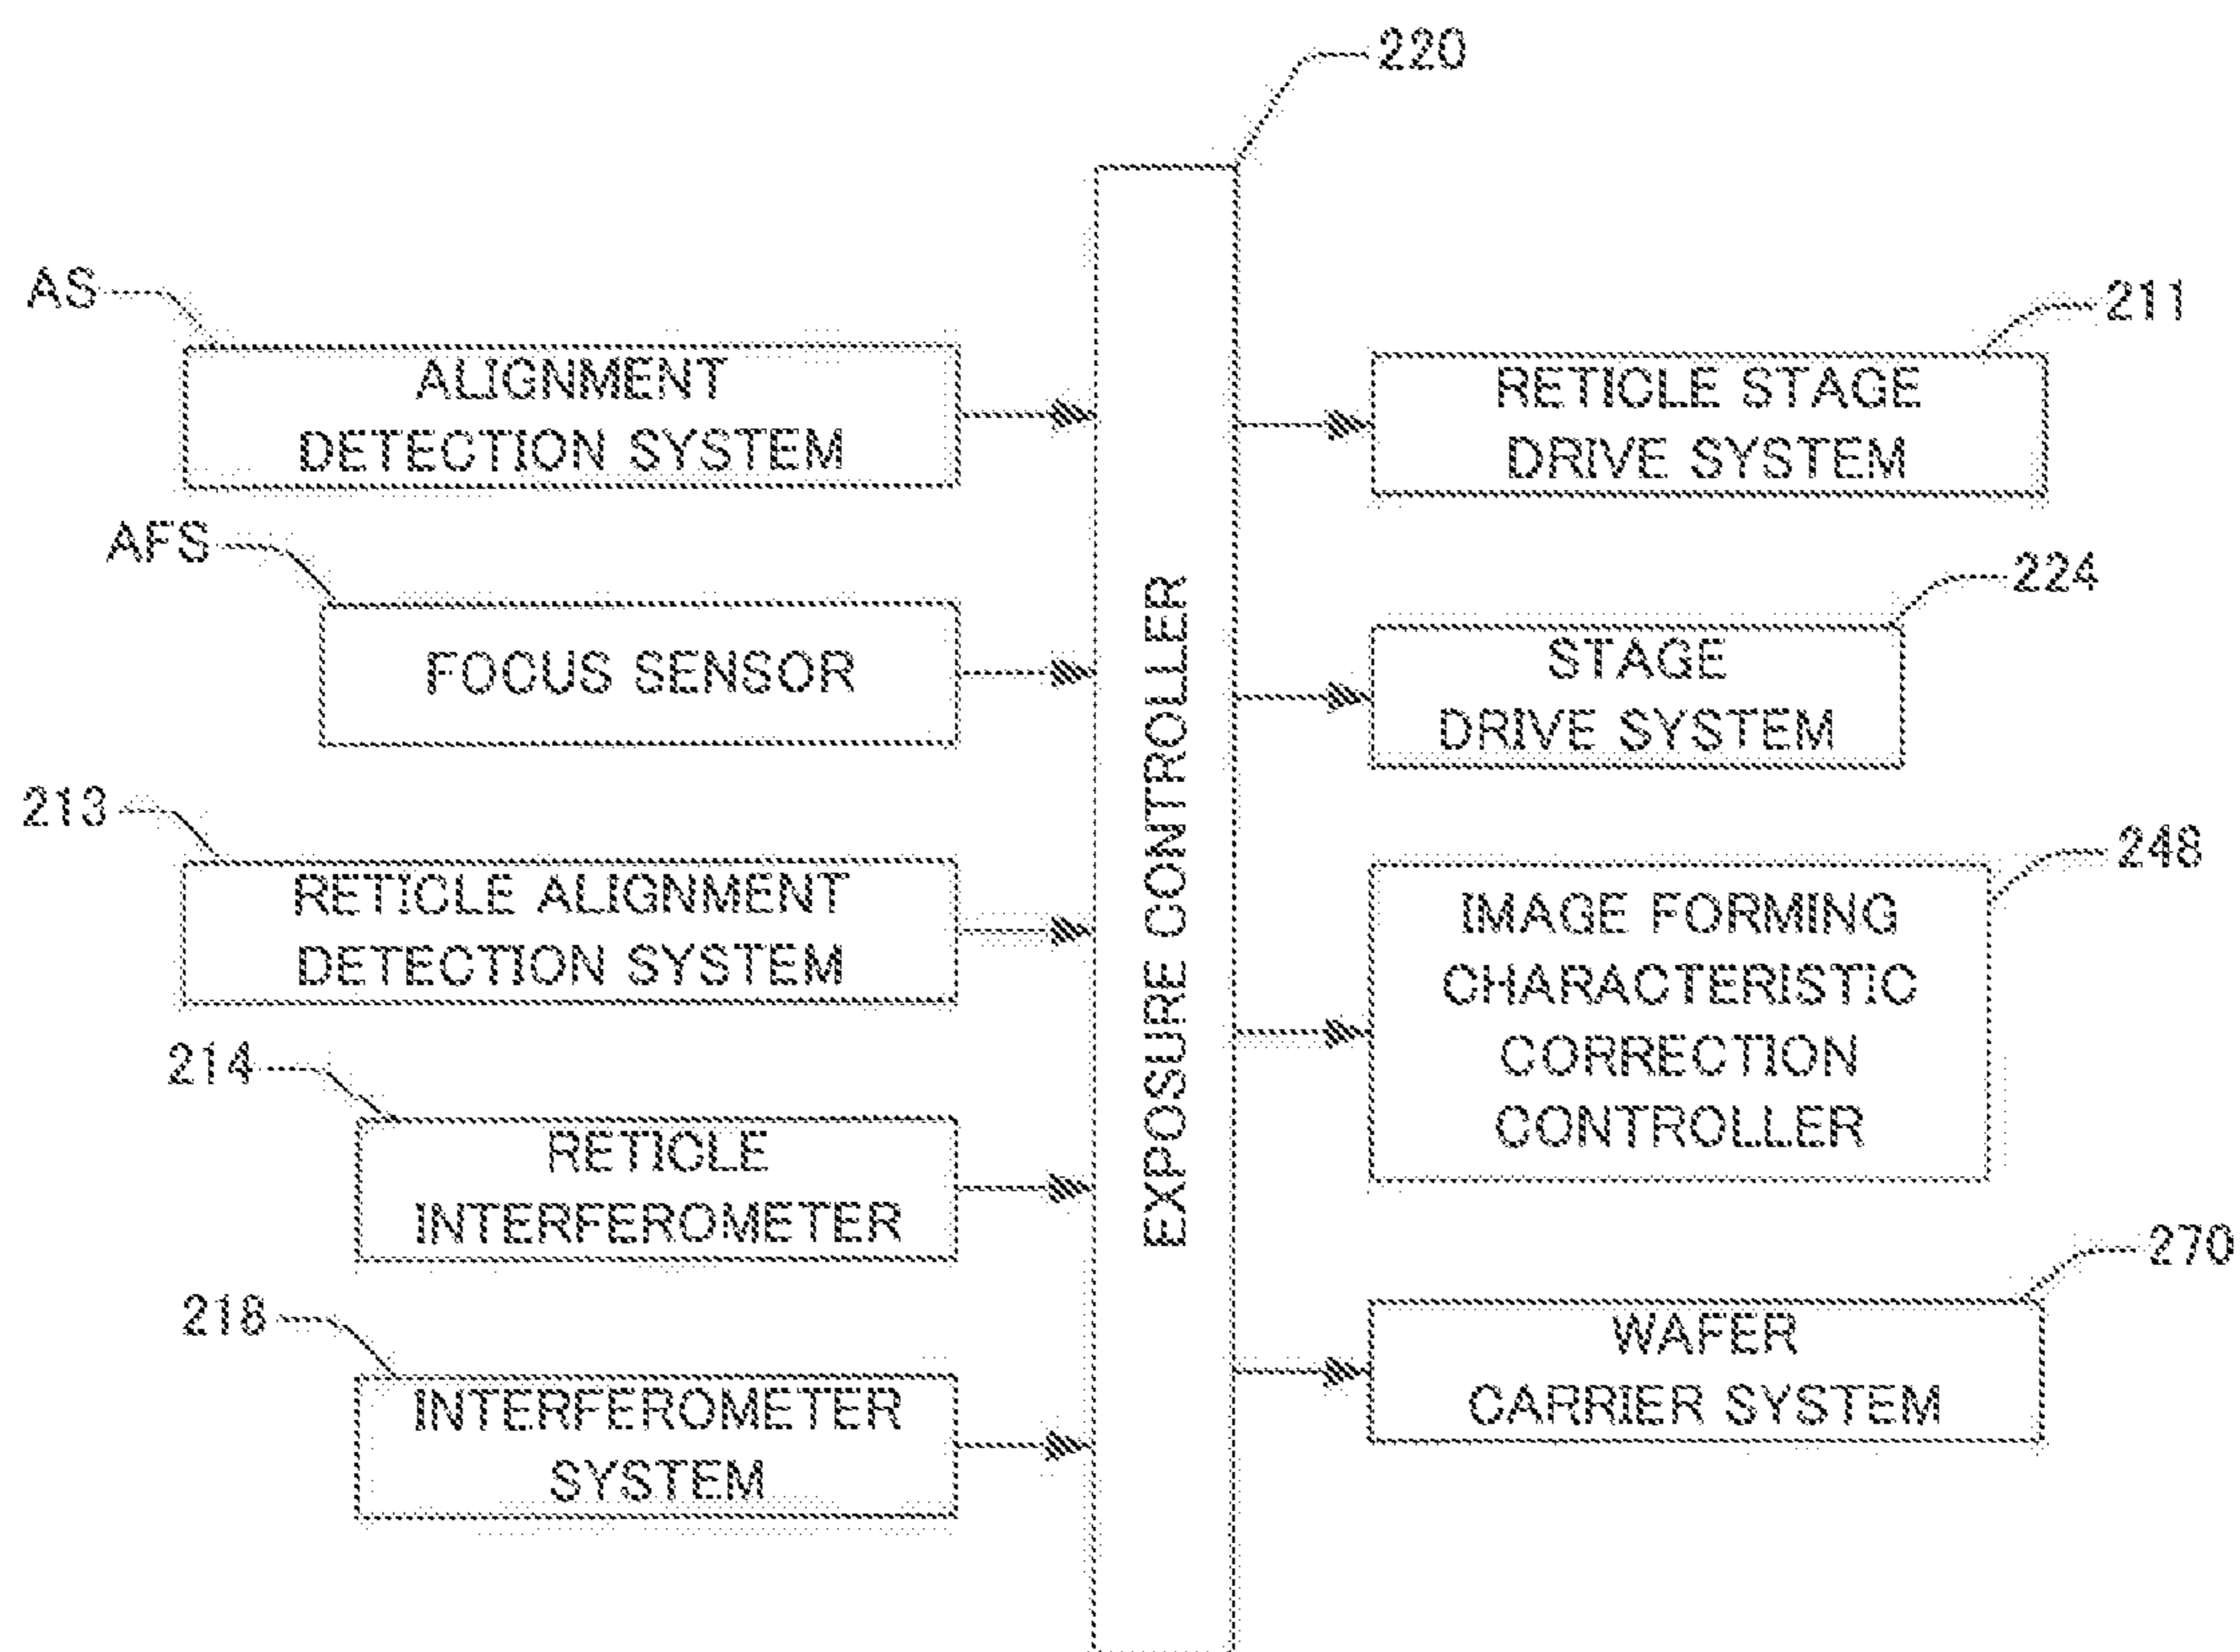 220
AS
ALIGNMENT
DETECTION SYSTEM
AFS
FOCUS SENSOR
213
RETICLE ALIGNMENT
DETECTION SYSTEM
214
RETICLE
INTERFEROMETER
218
INTERFEROMETER
SYSTEM
EXPOSURE CONTROLLER
211
RETICLE STAGE
DRIVE SYSTEM
224
STAGE
DRIVE SYSTEM
248
IMAGE FORMING
CHARACTERISTIC
CORRECTION
CONTROLLER
270
WAFER
CARRIER SYSTEM